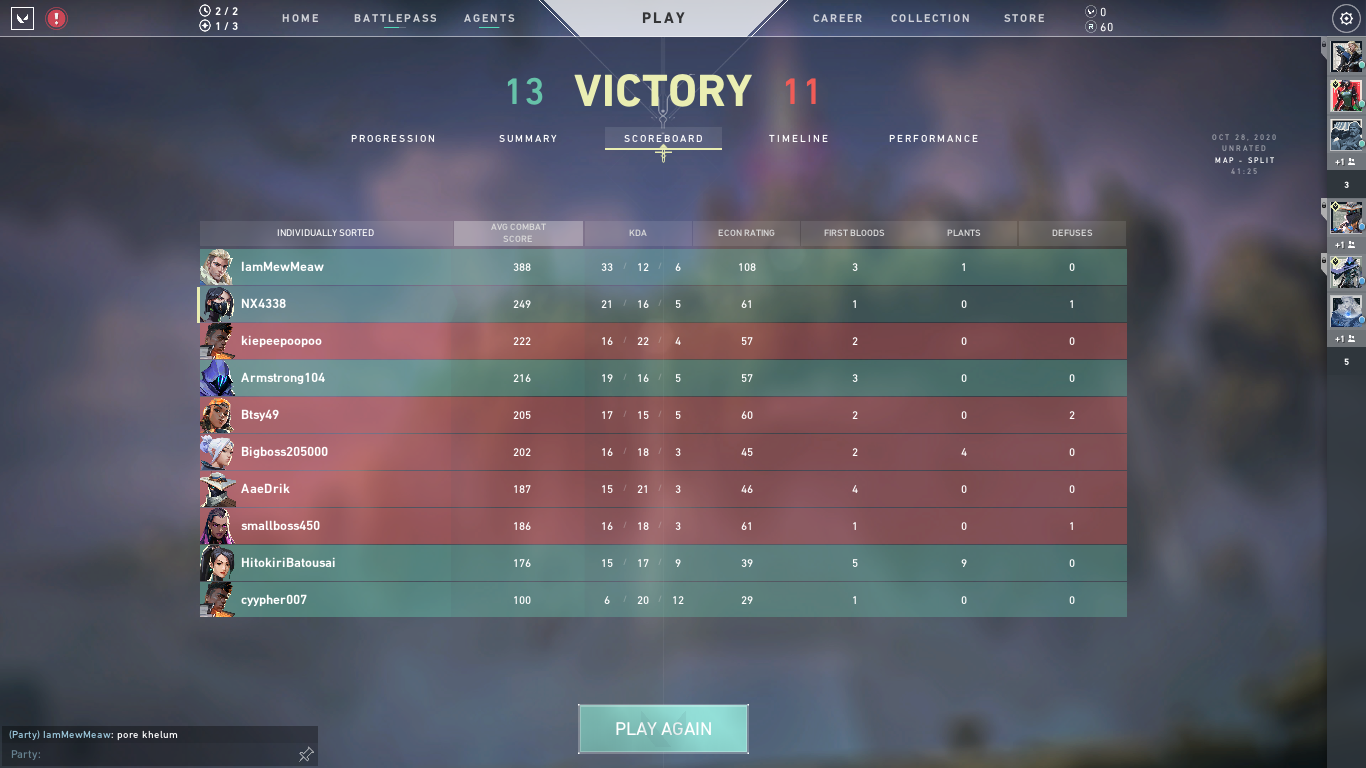 2 / 2
1 / 3
HOME BATTLEPASS AGENTS PLAY CAREER COLLECTION STORE
0
60
13 VICTORY 11
PROGRESSION SUMMARY SCOREBOARD TIMELINE PERFORMANCE
OCT 28, 2020
UNRATED
MAP - SPLIT
41:25
INDIVIDUALLY SORTED AVG COMBAT SCORE KDA ECON RATING FIRST BLOODS PLANTS DEFUSES
IamMewMeaw 388 33 / 12 / 6 108 3 1 0
NX4338 249 21 / 16 / 5 61 1 0 1
kiepeepoopoo 222 16 / 22 / 4 57 2 0 0
Armstrong104 216 19 / 16 / 5 57 3 0 0
Btsy49 205 17 / 15 / 5 60 2 0 2
Bigboss205000 202 16 / 18 / 3 45 2 4 0
AaeDrik 187 15 / 21 / 3 46 4 0 0
smallboss450 186 16 / 18 / 3 61 1 0 1
HitokiriBatousai 176 15 / 17 / 9 39 5 9 0
cyypher007 100 6 / 20 / 12 29 1 0 0
+1
3
+1
+1
5
PLAY AGAIN
(Party) IamMewMeaw: pore khelum
Party: